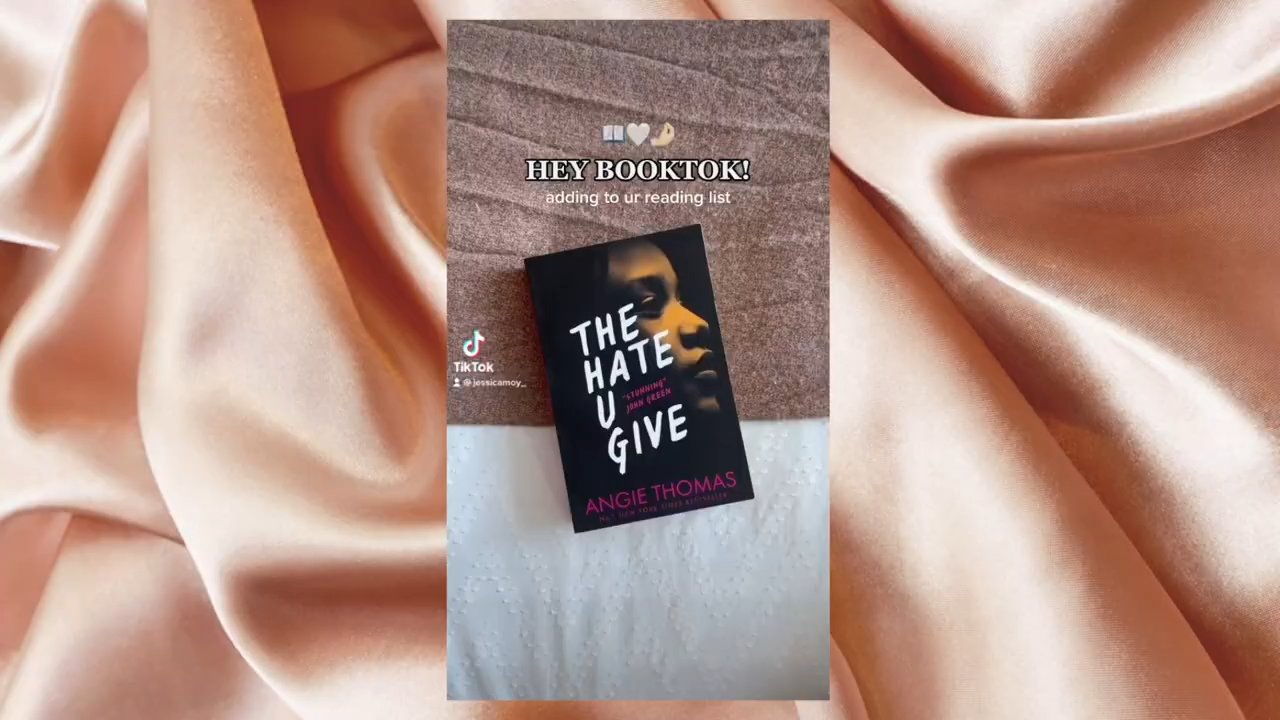 HEY BOOKTOK!
adding to ur reading list
THE
HATE
U
GIVE
"STUNNING"
JOHN GREEN
ANGIE THOMAS
NO.1 NEW YORK TIMES BESTSELLER
TikTok
@jessicamoy_